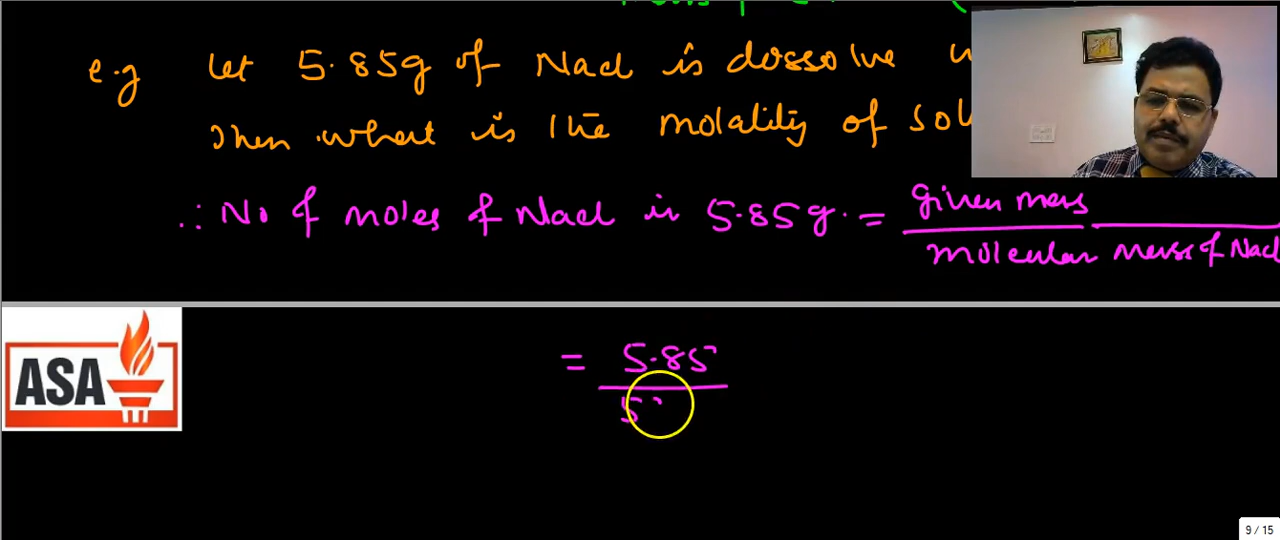 e.g Let 5.85g of Nacl is dossolve
Then what is the molality of sol
∴ No of moles of Nacl in 5.85g. = given mass
molecular mass of Nacl
= 5.85
5
ASA
9 / 15